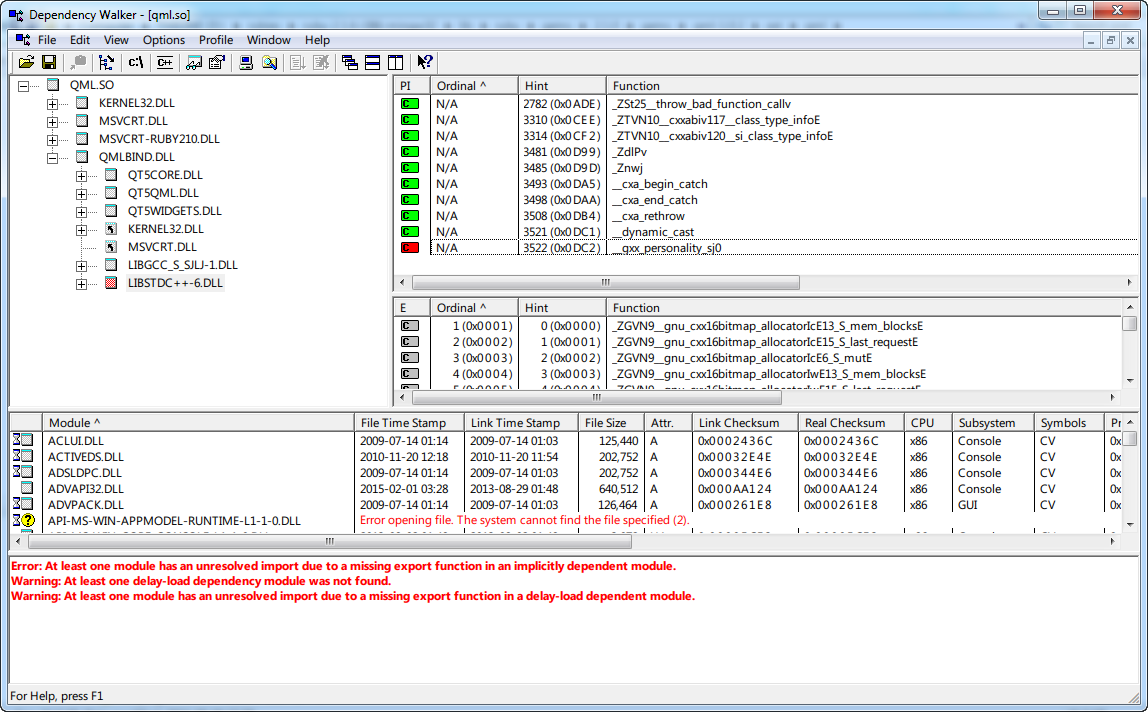 Dependency Walker - [qml.so]
File Edit View Options Profile Window Help
C:\ C++
QML.SO
KERNEL32.DLL
MSVCRT.DLL
MSVCRT-RUBY210.DLL
QMLBIND.DLL
QT5CORE.DLL
QT5QML.DLL
QT5WIDGETS.DLL
KERNEL32.DLL
MSVCRT.DLL
LIBGCC_S_SJLJ-1.DLL
LIBSTDC++-6.DLL
PI Ordinal ^ Hint Function
C N/A 2782 (0x0ADE) _ZSt25__throw_bad_function_callv
C N/A 3310 (0x0CEE) _ZTVN10__cxxabiv117__class_type_infoE
C N/A 3314 (0x0CF2) _ZTVN10__cxxabiv120__si_class_type_infoE
C N/A 3481 (0x0D99) _ZdlPv
C N/A 3485 (0x0D9D) _Znwj
C N/A 3493 (0x0DA5) __cxa_begin_catch
C N/A 3498 (0x0DAA) __cxa_end_catch
C N/A 3508 (0x0DB4) __cxa_rethrow
C N/A 3521 (0x0DC1) __dynamic_cast
C N/A 3522 (0x0DC2) __gxx_personality_sj0
E Ordinal ^ Hint Function
C 1 (0x0001) 0 (0x0000) _ZGVN9__gnu_cxx16bitmap_allocatorIcE13_S_mem_blocksE
C 2 (0x0002) 1 (0x0001) _ZGVN9__gnu_cxx16bitmap_allocatorIcE15_S_last_requestE
C 3 (0x0003) 2 (0x0002) _ZGVN9__gnu_cxx16bitmap_allocatorIcE6_S_mutE
C 4 (0x0004) 3 (0x0003) _ZGVN9__gnu_cxx16bitmap_allocatorIwE13_S_mem_blocksE
C 5 (0x0005) 4 (0x0004) _ZGVN9__gnu_cxx16bitmap_allocatorIwE15_S_last_requestE
Module ^ File Time Stamp Link Time Stamp File Size Attr. Link Checksum Real Checksum CPU Subsystem Symbols Pr
ACLUI.DLL 2009-07-14 01:14 2009-07-14 01:03 125,440 A 0x0002436C 0x0002436C x86 Console CV 0x
ACTIVEDS.DLL 2010-11-20 12:18 2010-11-20 11:54 202,752 A 0x00032E4E 0x00032E4E x86 Console CV 0x
ADSLDPC.DLL 2009-07-14 01:14 2009-07-14 01:03 202,752 A 0x000344E6 0x000344E6 x86 Console CV 0x
ADVAPI32.DLL 2015-02-01 03:28 2013-08-29 01:48 640,512 A 0x000AA124 0x000AA124 x86 Console CV 0x
ADVPACK.DLL 2009-07-14 01:14 2009-07-14 01:03 126,464 A 0x000261E8 0x000261E8 x86 GUI CV 0x
API-MS-WIN-APPMODEL-RUNTIME-L1-1-0.DLL Error opening file. The system cannot find the file specified (2).
Error: At least one module has an unresolved import due to a missing export function in an implicitly dependent module.
Warning: At least one delay-load dependency module was not found.
Warning: At least one module has an unresolved import due to a missing export function in a delay-load dependent module.
For Help, press F1